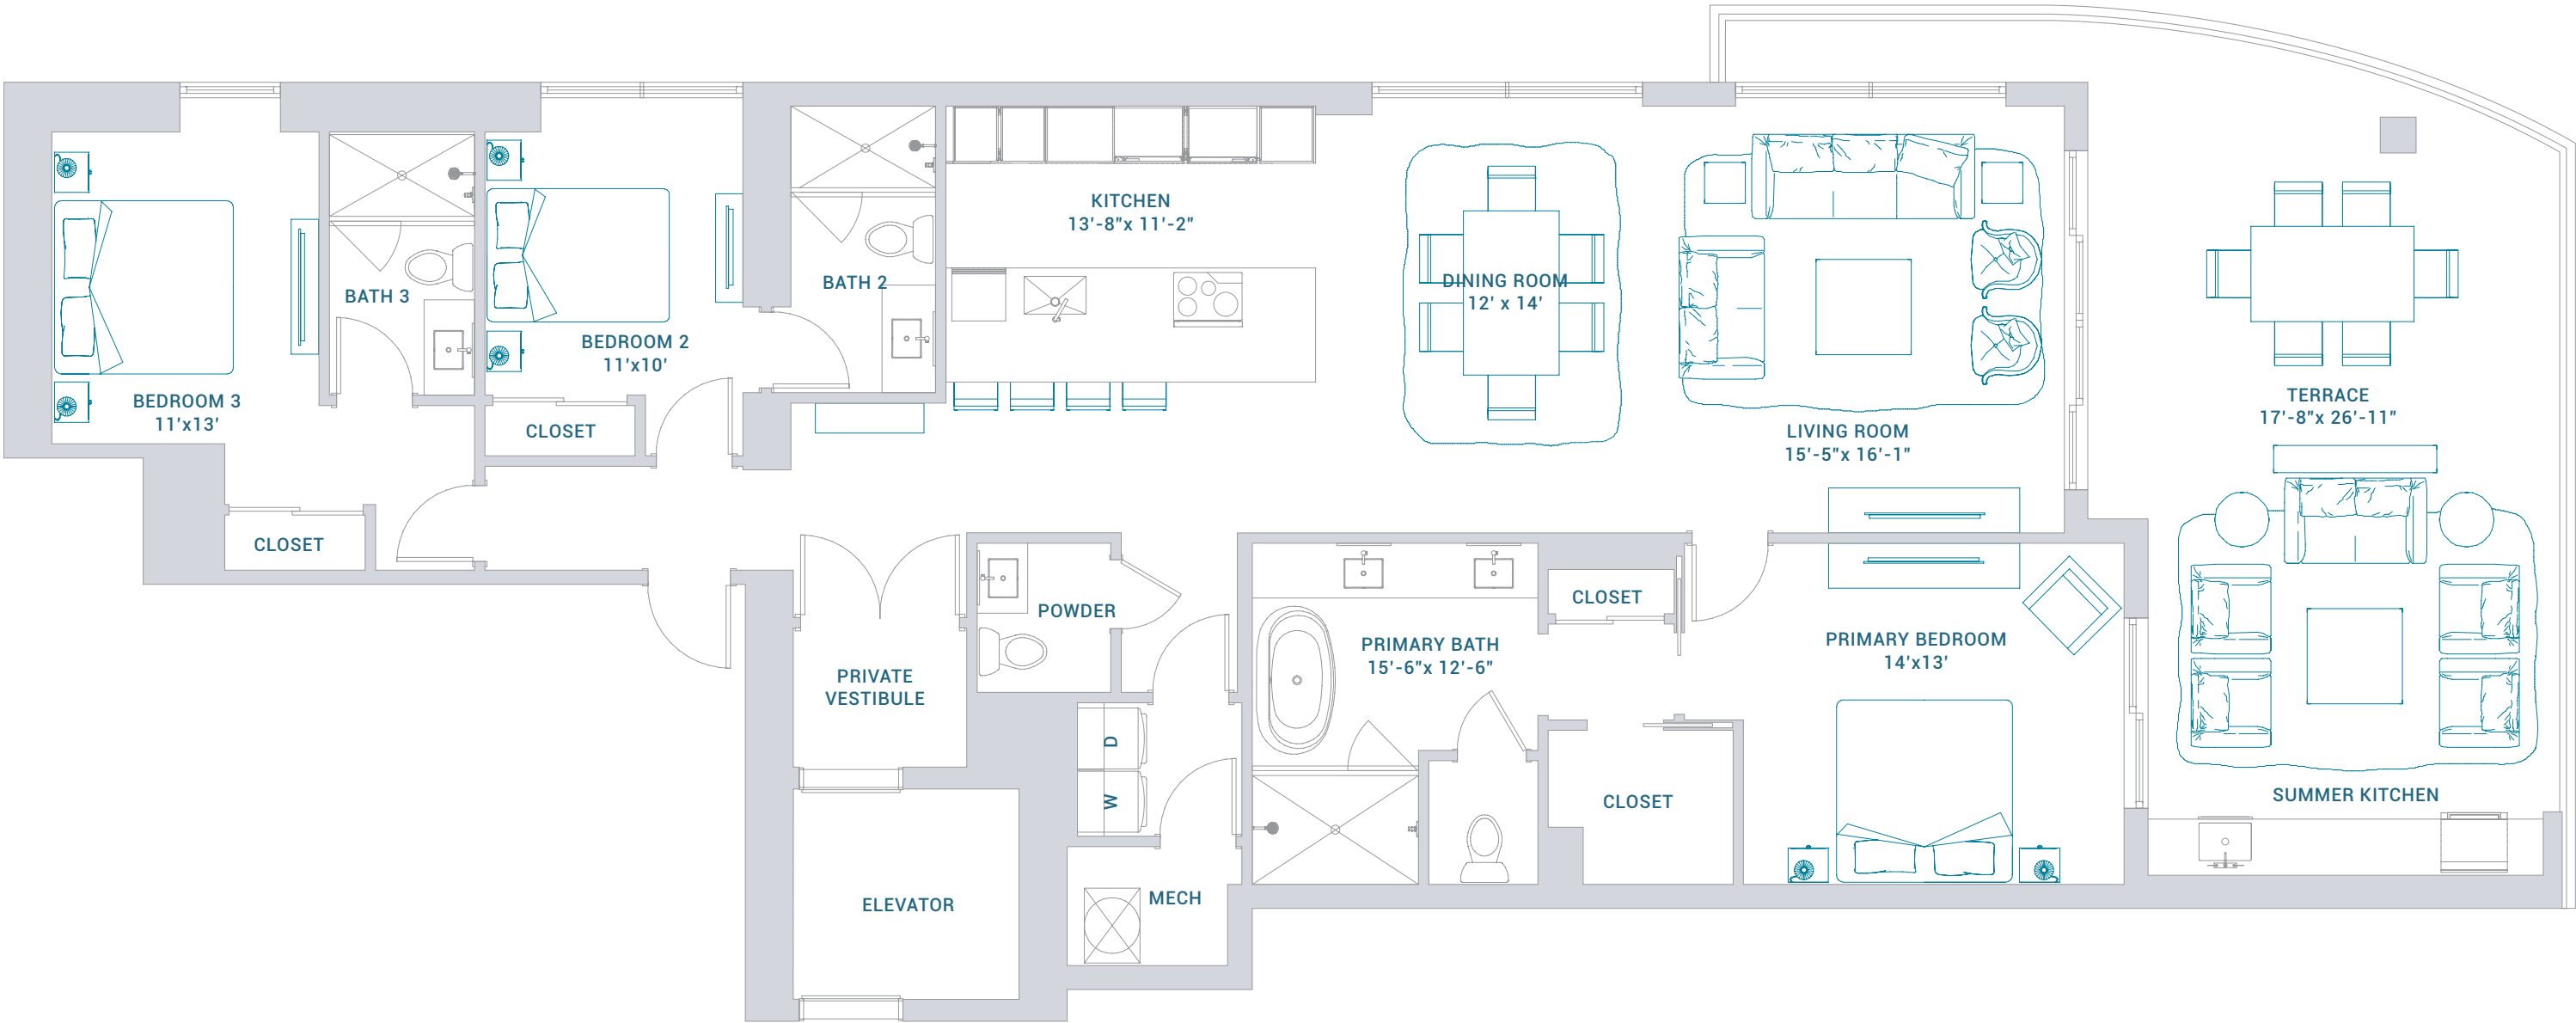 KITCHEN
13'-8"x 11'-2"
DINING ROOM
12' x 14'
BATH 2
BATH 3
BEDROOM 2
11'x10'
BEDROOM 3
11'x13'
TERRACE
17'-8"x 26'-11"
CLOSET
LIVING ROOM
15'-5"x 16'-1"
CLOSET
CLOSET
POWDER
PRIMARY BATH
15'-6"x 12'-6"
PRIMARY BEDROOM
14'x13'
PRIVATE
VESTIBULE
D
W
CLOSET
SUMMER KITCHEN
MECH
ELEVATOR